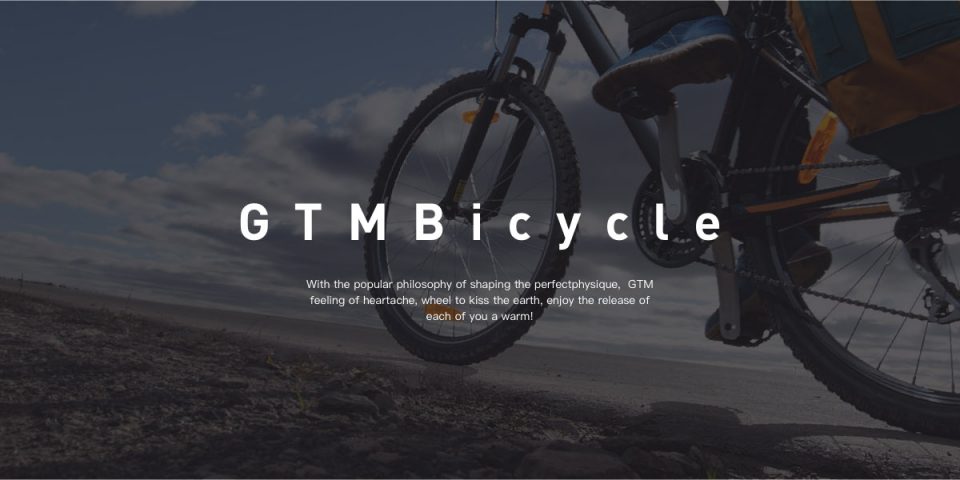 GTMBicycle
With the popular philosophy of shaping the perfectphysique, GTM
feeling of heartache, wheel to kiss the earth, enjoy the release of
each of you a warm!